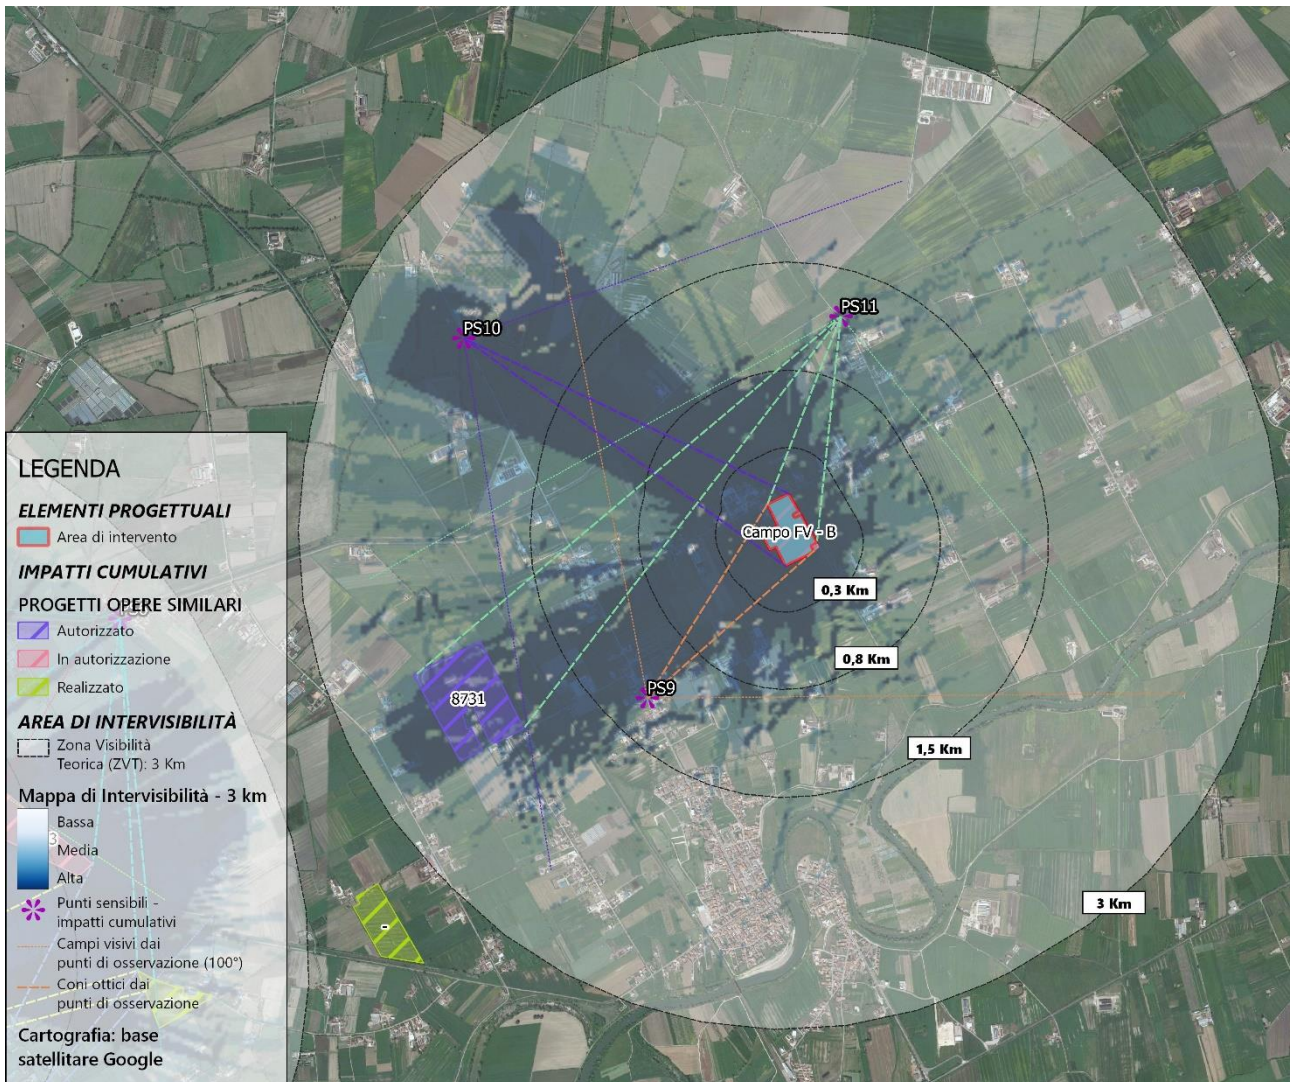 PS10
PS11
Campo FV - B
0,3 Km
0,8 Km
PS9
8731
1,5 Km
3 Km
-
LEGENDA
ELEMENTI PROGETTUALI
Area di intervento
IMPATTI CUMULATIVI
PROGETTI OPERE SIMILARI
Autorizzato
In autorizzazione
Realizzato
AREA DI INTERVISIBILITÀ
Zona Visibilità
Teorica (ZVT): 3 Km
Mappa di Intervisibilità - 3 km
Bassa
Media
Alta
Punti sensibili -
impatti cumulativi
Campi visivi dai
punti di osservazione (100°)
Coni ottici dai
punti di osservazione
Cartografia: base
satellitare Google